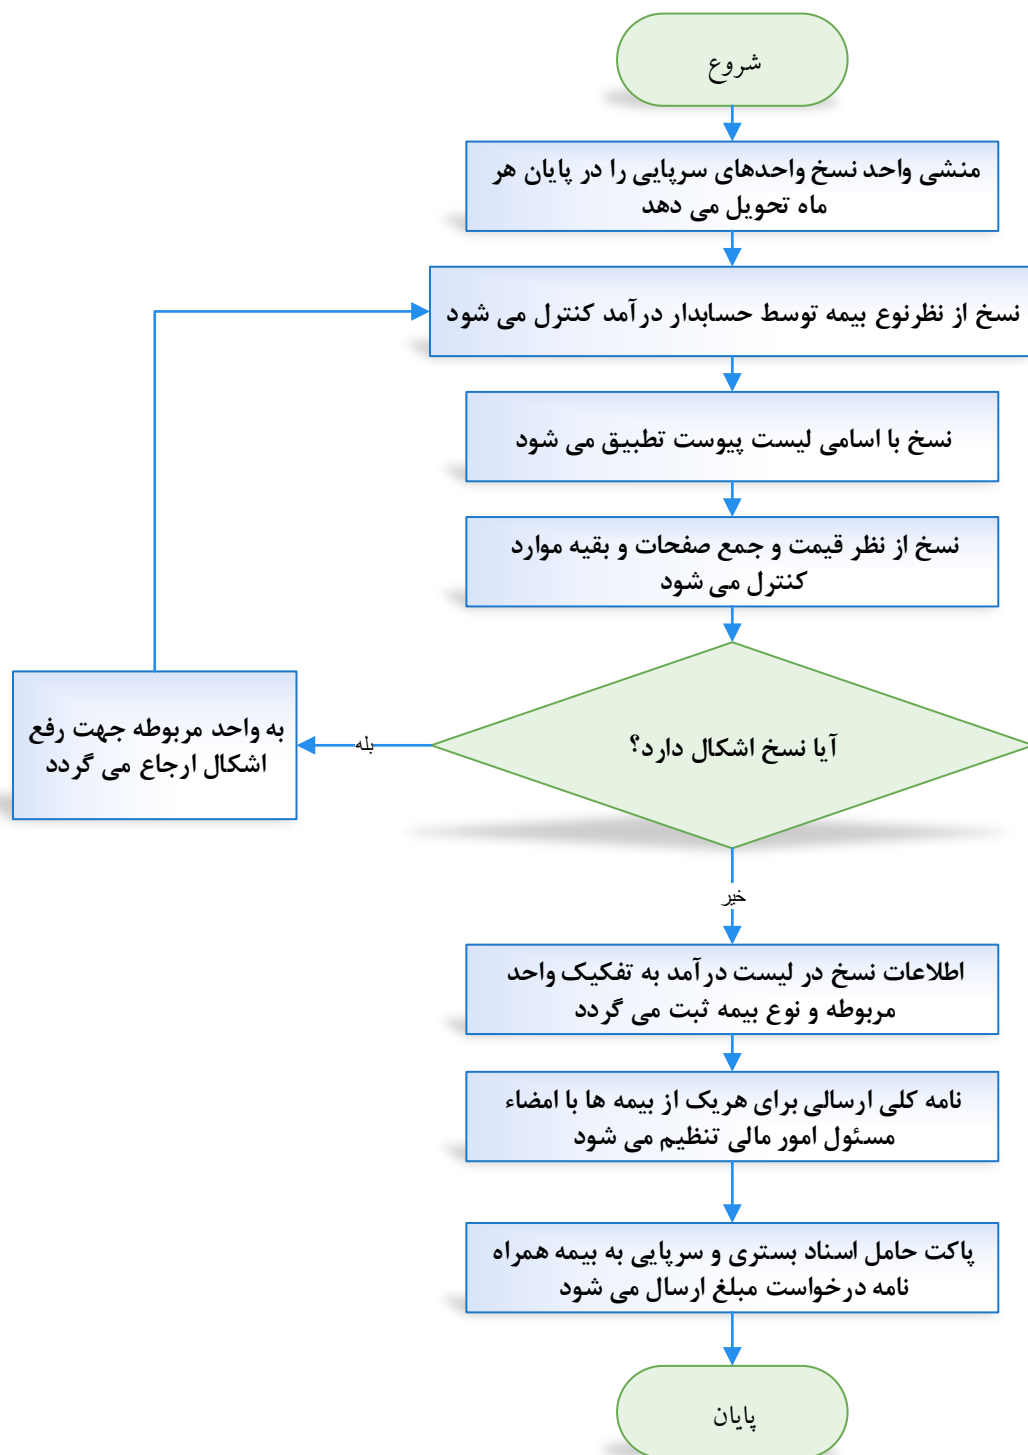 شروع
منشی واحد نسخ واحدهای سرپایی را در پایان هر
ماه تحویل می دهد
نسخ از نظرنوع بیمه توسط حسابدار درآمد کنترل می شود
نسخ با اسامی لیست پیوست تطبیق می شود
نسخ از نظر قیمت و جمع صفحات و بقیه موارد
کنترل می شود
آیا نسخ اشکال دارد؟
بله
به واحد مربوطه جهت رفع
اشکال ارجاع می گردد
خیر
اطلاعات نسخ در لیست درآمد به تفکیک واحد
مربوطه و نوع بیمه ثبت می گردد
نامه کلی ارسالی برای هریک از بیمه ها با امضاء
مسئول امور مالی تنظیم می شود
پاکت حامل اسناد بستری و سرپایی به بیمه همراه
نامه درخواست مبلغ ارسال می شود
پایان